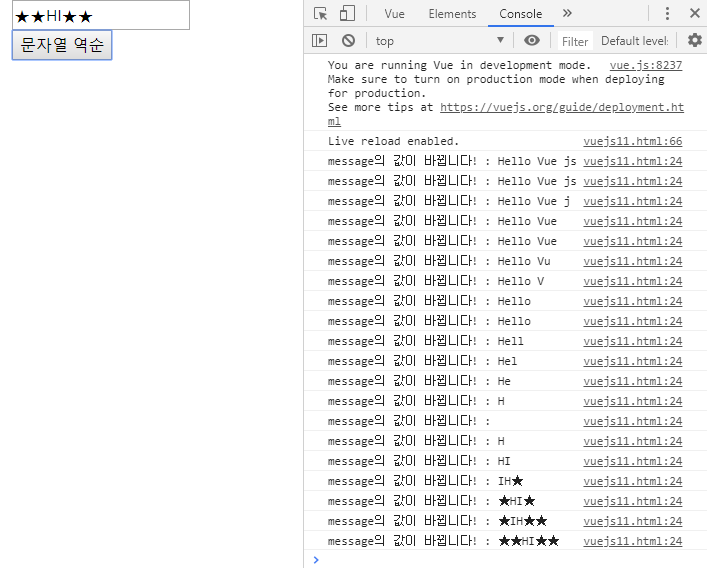 ★★HI★★
문자열 역순
Vue Elements Console »
top Filter Default level
You are running Vue in development mode. vue.js:8237
Make sure to turn on production mode when deploying
for production.
See more tips at https://vuejs.org/guide/deployment.ht
ml
Live reload enabled. vuejs11.html:66
message의 값이 바뀝니다! : Hello Vue js vuejs11.html:24
message의 값이 바뀝니다! : Hello Vue js vuejs11.html:24
message의 값이 바뀝니다! : Hello Vue j vuejs11.html:24
message의 값이 바뀝니다! : Hello Vue vuejs11.html:24
message의 값이 바뀝니다! : Hello Vue vuejs11.html:24
message의 값이 바뀝니다! : Hello Vu vuejs11.html:24
message의 값이 바뀝니다! : Hello V vuejs11.html:24
message의 값이 바뀝니다! : Hello vuejs11.html:24
message의 값이 바뀝니다! : Hello vuejs11.html:24
message의 값이 바뀝니다! : Hell vuejs11.html:24
message의 값이 바뀝니다! : Hel vuejs11.html:24
message의 값이 바뀝니다! : He vuejs11.html:24
message의 값이 바뀝니다! : H vuejs11.html:24
message의 값이 바뀝니다! : vuejs11.html:24
message의 값이 바뀝니다! : H vuejs11.html:24
message의 값이 바뀝니다! : HI vuejs11.html:24
message의 값이 바뀝니다! : IH★ vuejs11.html:24
message의 값이 바뀝니다! : ★HI★ vuejs11.html:24
message의 값이 바뀝니다! : ★IH★★ vuejs11.html:24
message의 값이 바뀝니다! : ★★HI★★ vuejs11.html:24